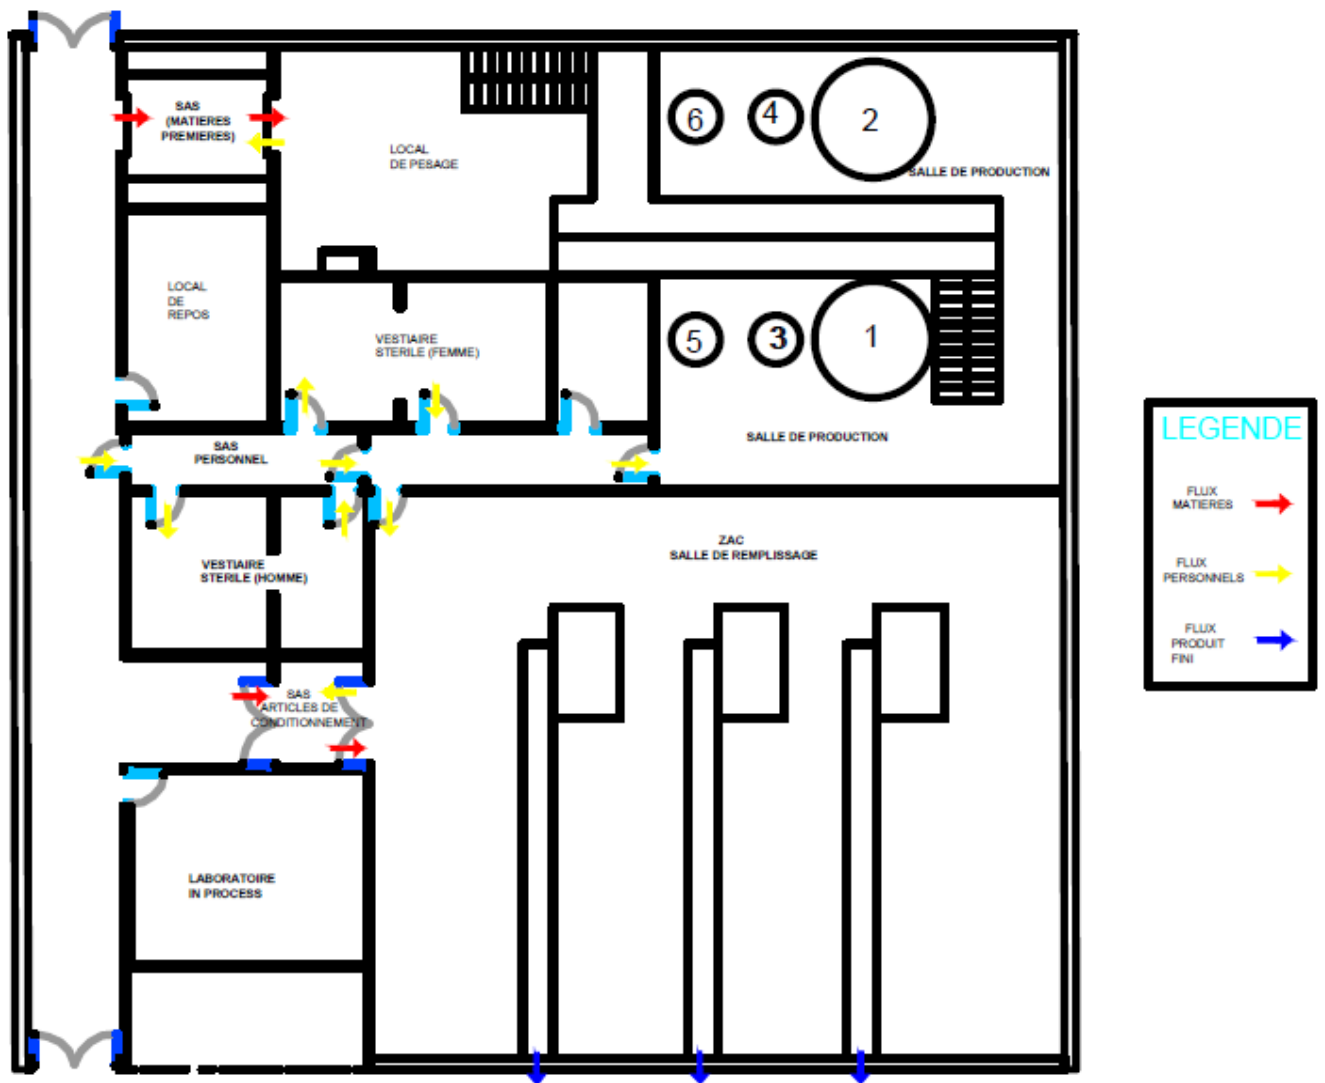 SAS
(MATIERES
PREMIERES)
LOCAL
DE PESAGE
6
4
2
SALLE DE PRODUCTION
LOCAL
DE
REPOS
VESTIAIRE
STERILE (FEMME)
5
3
1
SALLE DE PRODUCTION
SAS
PERSONNEL
VESTIAIRE
STERILE (HOMME)
ZAC
SALLE DE REMPLISSAGE
SAS
ARTICLES DE
CONDITIONNEMENT
LABORATOIRE
IN PROCESS
LEGENDE
FLUX
MATIERES
FLUX
PERSONNELS
FLUX
PRODUIT
FINI